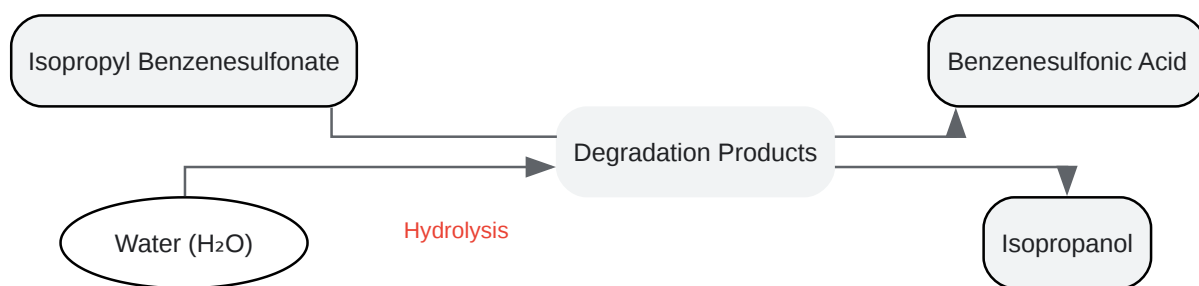 Isopropyl Benzenesulfonate
Benzenesulfonic Acid
Degradation Products
Water (H₂O)
Hydrolysis
Isopropanol